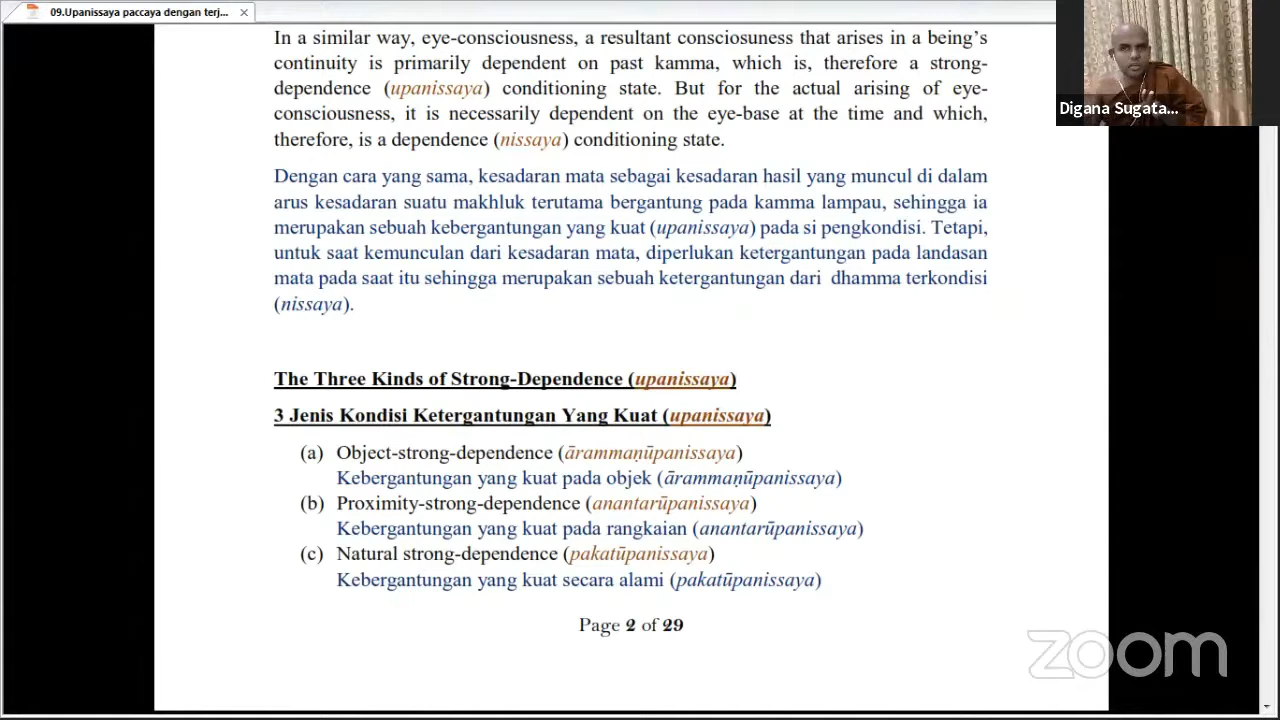 09.Upanissaya paccaya dengan terj...
In a similar way, eye-consciousness, a resultant consciosuness that arises in a being’s
continuity is primarily dependent on past kamma, which is, therefore a strong-
dependence (upanissaya) conditioning state. But for the actual arising of eye-
consciousness, it is necessarily dependent on the eye-base at the time and which,
therefore, is a dependence (nissaya) conditioning state.
Digana Sugata...
Dengan cara yang sama, kesadaran mata sebagai kesadaran hasil yang muncul di dalam
arus kesadaran suatu makhluk terutama bergantung pada kamma lampau, sehingga ia
merupakan sebuah kebergantungan yang kuat (upanissaya) pada si pengkondisi. Tetapi,
untuk saat kemunculan dari kesadaran mata, diperlukan ketergantungan pada landasan
mata pada saat itu sehingga merupakan sebuah ketergantungan dari dhamma terkondisi
(nissaya).
The Three Kinds of Strong-Dependence (upanissaya)
3 Jenis Kondisi Ketergantungan Yang Kuat (upanissaya)
(a) Object-strong-dependence (ārammaṇūpanissaya)
Kebergantungan yang kuat pada objek (ārammaṇūpanissaya)
(b) Proximity-strong-dependence (anantarūpanissaya)
Kebergantungan yang kuat pada rangkaian (anantarūpanissaya)
(c) Natural strong-dependence (pakatūpanissaya)
Kebergantungan yang kuat secara alami (pakatūpanissaya)
Page 2 of 29
zoom